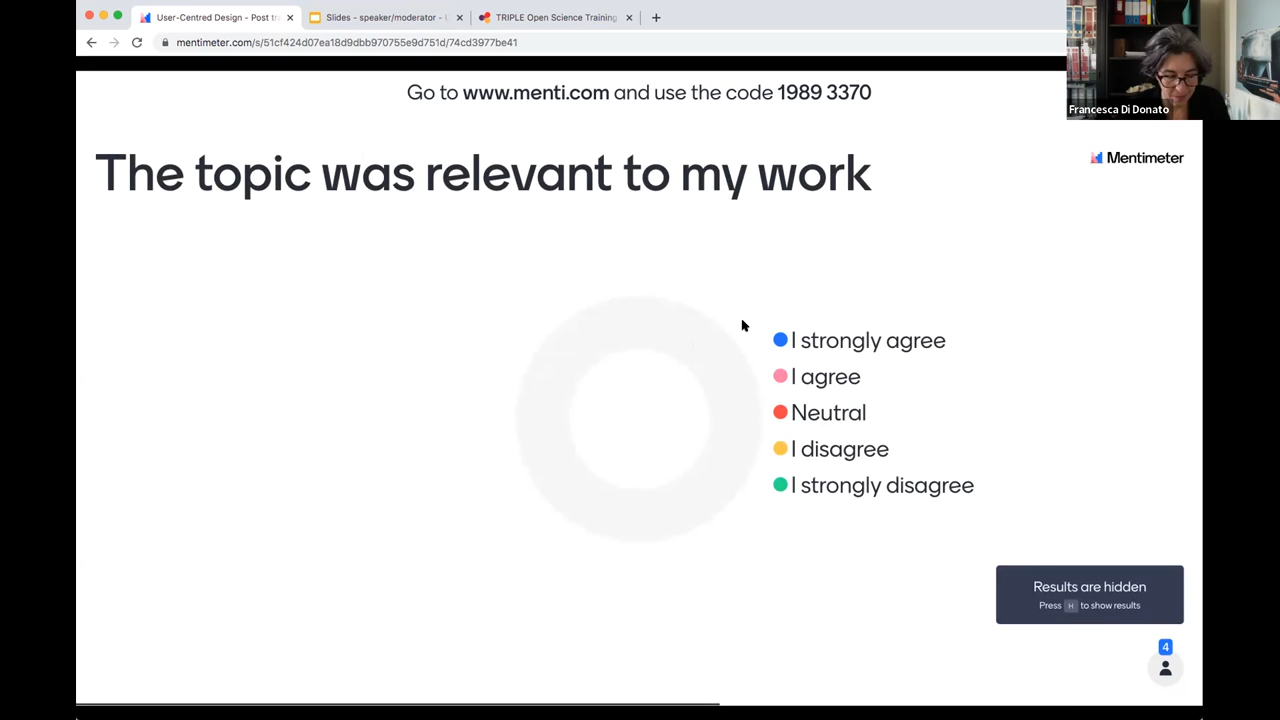 User-Centred Design - Post tr
Slides - speaker/moderator -
TRIPLE Open Science Training
mentimeter.com/s/51cf424d07ea18d9dbb970755e9d751d/74cd3977be41
Francesca Di Donato
Go to www.menti.com and use the code 1989 3370
The topic was relevant to my work
Mentimeter
I strongly agree
I agree
Neutral
I disagree
I strongly disagree
Results are hidden
Press H to show results
4